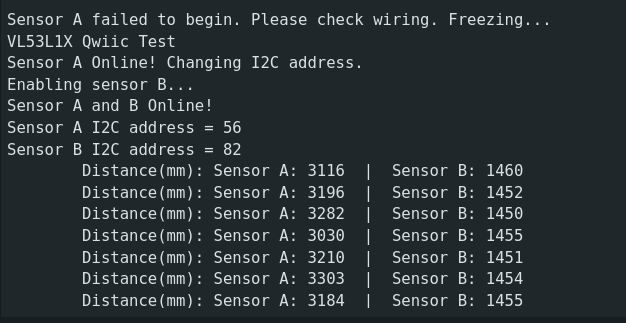 Sensor A failed to begin. Please check wiring. Freezing...
VL53L1X Qwiic Test
Sensor A Online! Changing I2C address.
Enabling sensor B...
Sensor A and B Online!
Sensor A I2C address = 56
Sensor B I2C address = 82
Distance(mm): Sensor A: 3116 | Sensor B: 1460
Distance(mm): Sensor A: 3196 | Sensor B: 1452
Distance(mm): Sensor A: 3282 | Sensor B: 1450
Distance(mm): Sensor A: 3030 | Sensor B: 1455
Distance(mm): Sensor A: 3210 | Sensor B: 1451
Distance(mm): Sensor A: 3303 | Sensor B: 1454
Distance(mm): Sensor A: 3184 | Sensor B: 1455